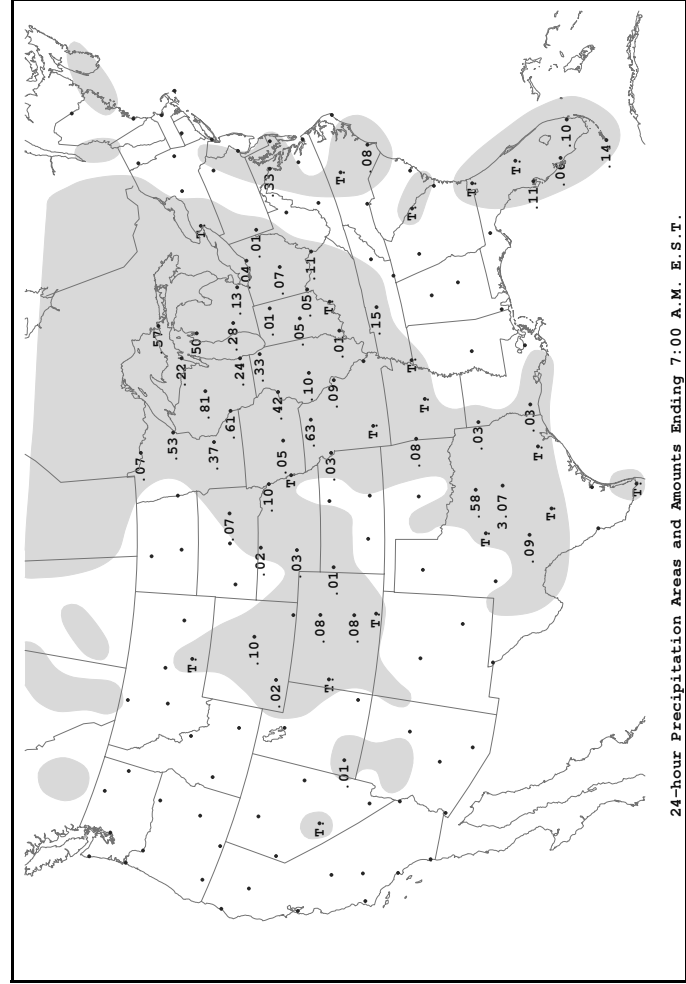 .07
.57
.53
.22
T
.50
T
.81
.37
.07
.61
.28
.13
.24
.04
.10
.01
.02
.33
.10
.01
.33
.02
.42
.07
.05
T
.03
.05
.05
.10
.63
.11
T
.08
T
T
.03
.01
.09
.01
T
.01
.08
.08
T
T
.15
T
T
.08
T
T
.58
.03
T
3.07
T
.09
.03
.11
T
T
.06
.10
.14
T
24-hour Precipitation Areas and Amounts Ending 7:00 A.M. E.S.T.